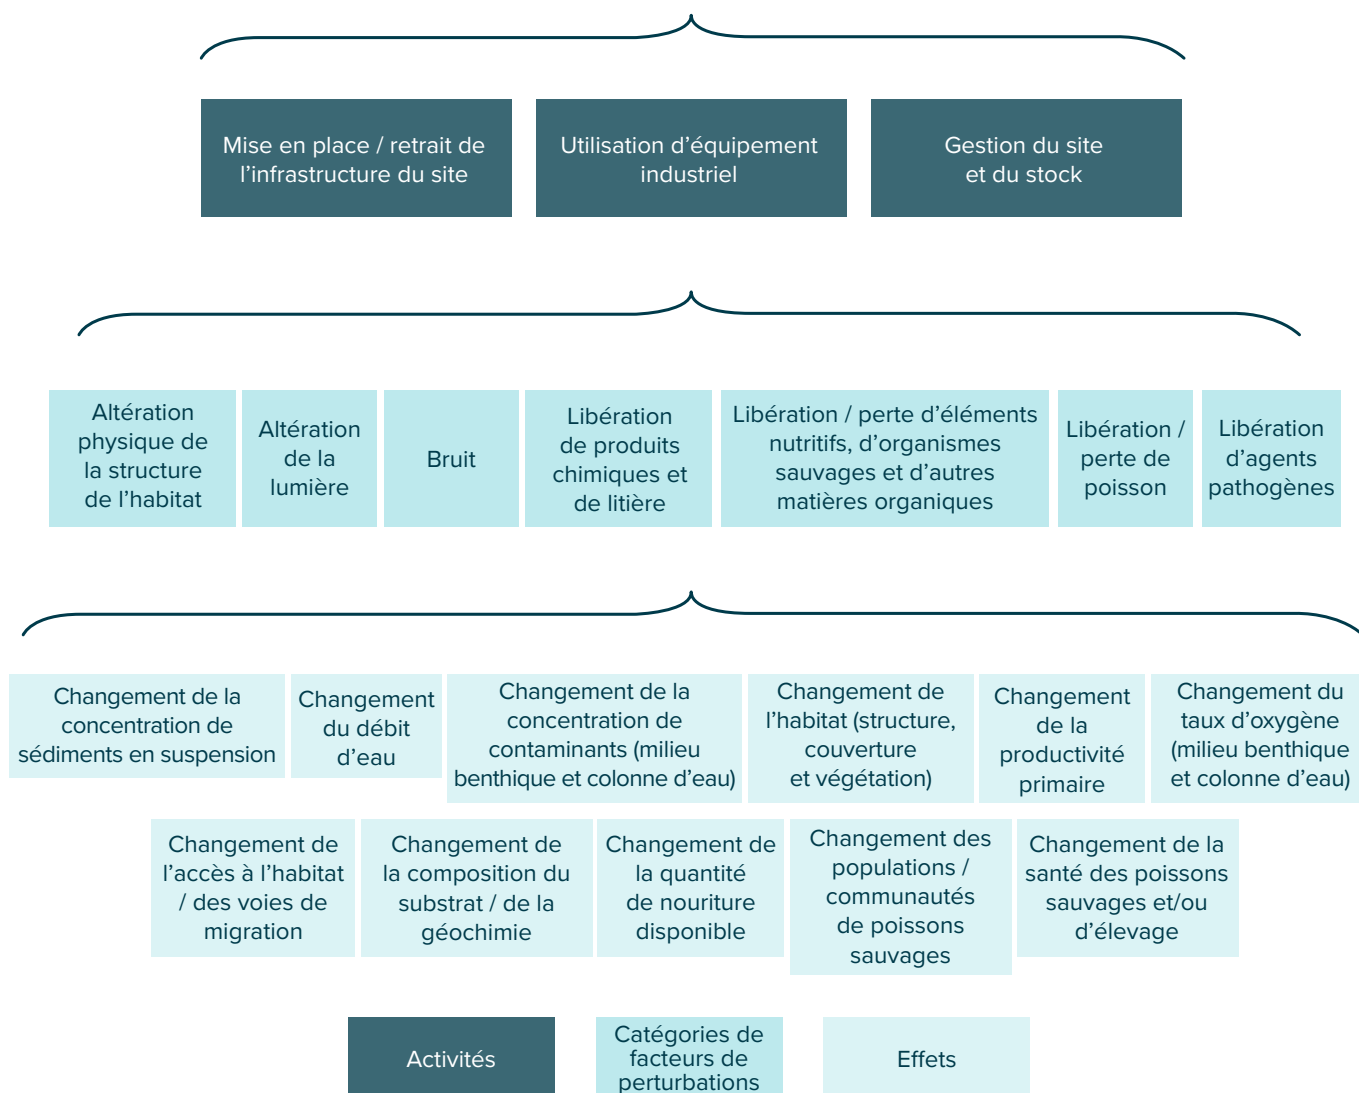 Mise en place / retrait de
l’infrastructure du site
Utilisation d’équipement
industriel
Gestion du site
et du stock
Altération
physique de
la structure
de l’habitat
Altération
de la
lumière
Bruit
Libération
de produits
chimiques et
de litière
Libération / perte d’éléments
nutritifs, d’organismes
sauvages et d’autres
matières organiques
Libération /
perte de
poisson
Libération
d’agents
pathogènes
Changement de la
concentration de
sédiments en suspension
Changement
du débit
d’eau
Changement de la
concentration de
contaminants (milieu
benthique et colonne d’eau)
Changement de
l’habitat (structure,
couverture
et végétation)
Changement
de la
productivité
primaire
Changement du
taux d’oxygène
(milieu benthique
et colonne d’eau)
Changement de
l’accès à l’habitat
/ des voies de
migration
Changement de
la composition du
substrat / de la
géochimie
Changement de
la quantité
de nouriture
disponible
Changement des
populations /
communautés
de poissons
sauvages
Changement de la
santé des poissons
sauvages et/ou
d’élevage
Activités
Catégories de
facteurs de
perturbations
Effets